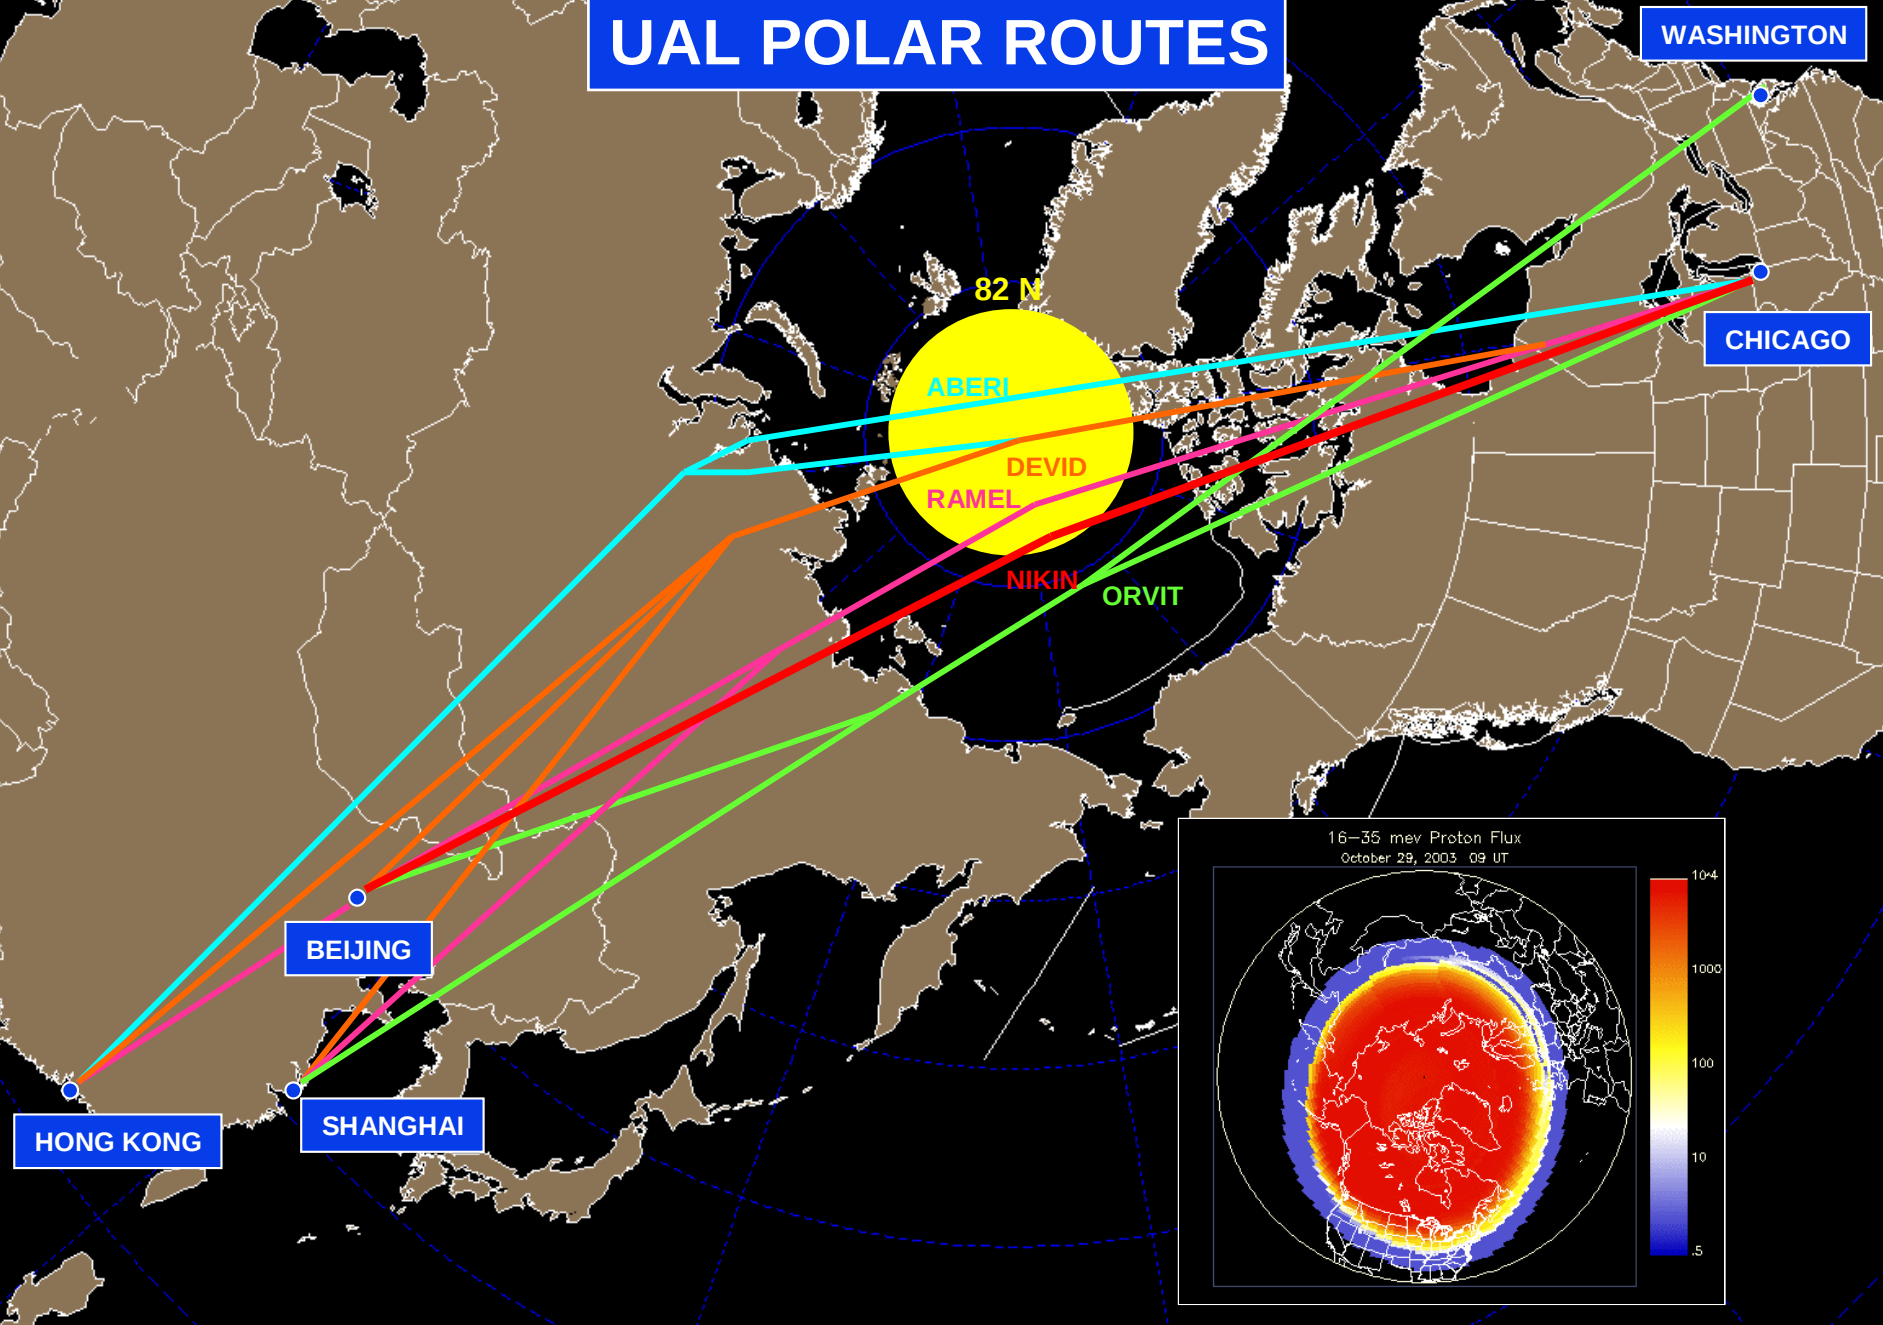 UAL POLAR ROUTES
WASHINGTON
82 N
CHICAGO
ABERI
DEVID
RAMEL
NIKIN
ORVIT
BEIJING
HONG KONG
SHANGHAI
16-35 mev Proton Flux
October 29, 2003 09 UT
10^4
1000
100
10
.5